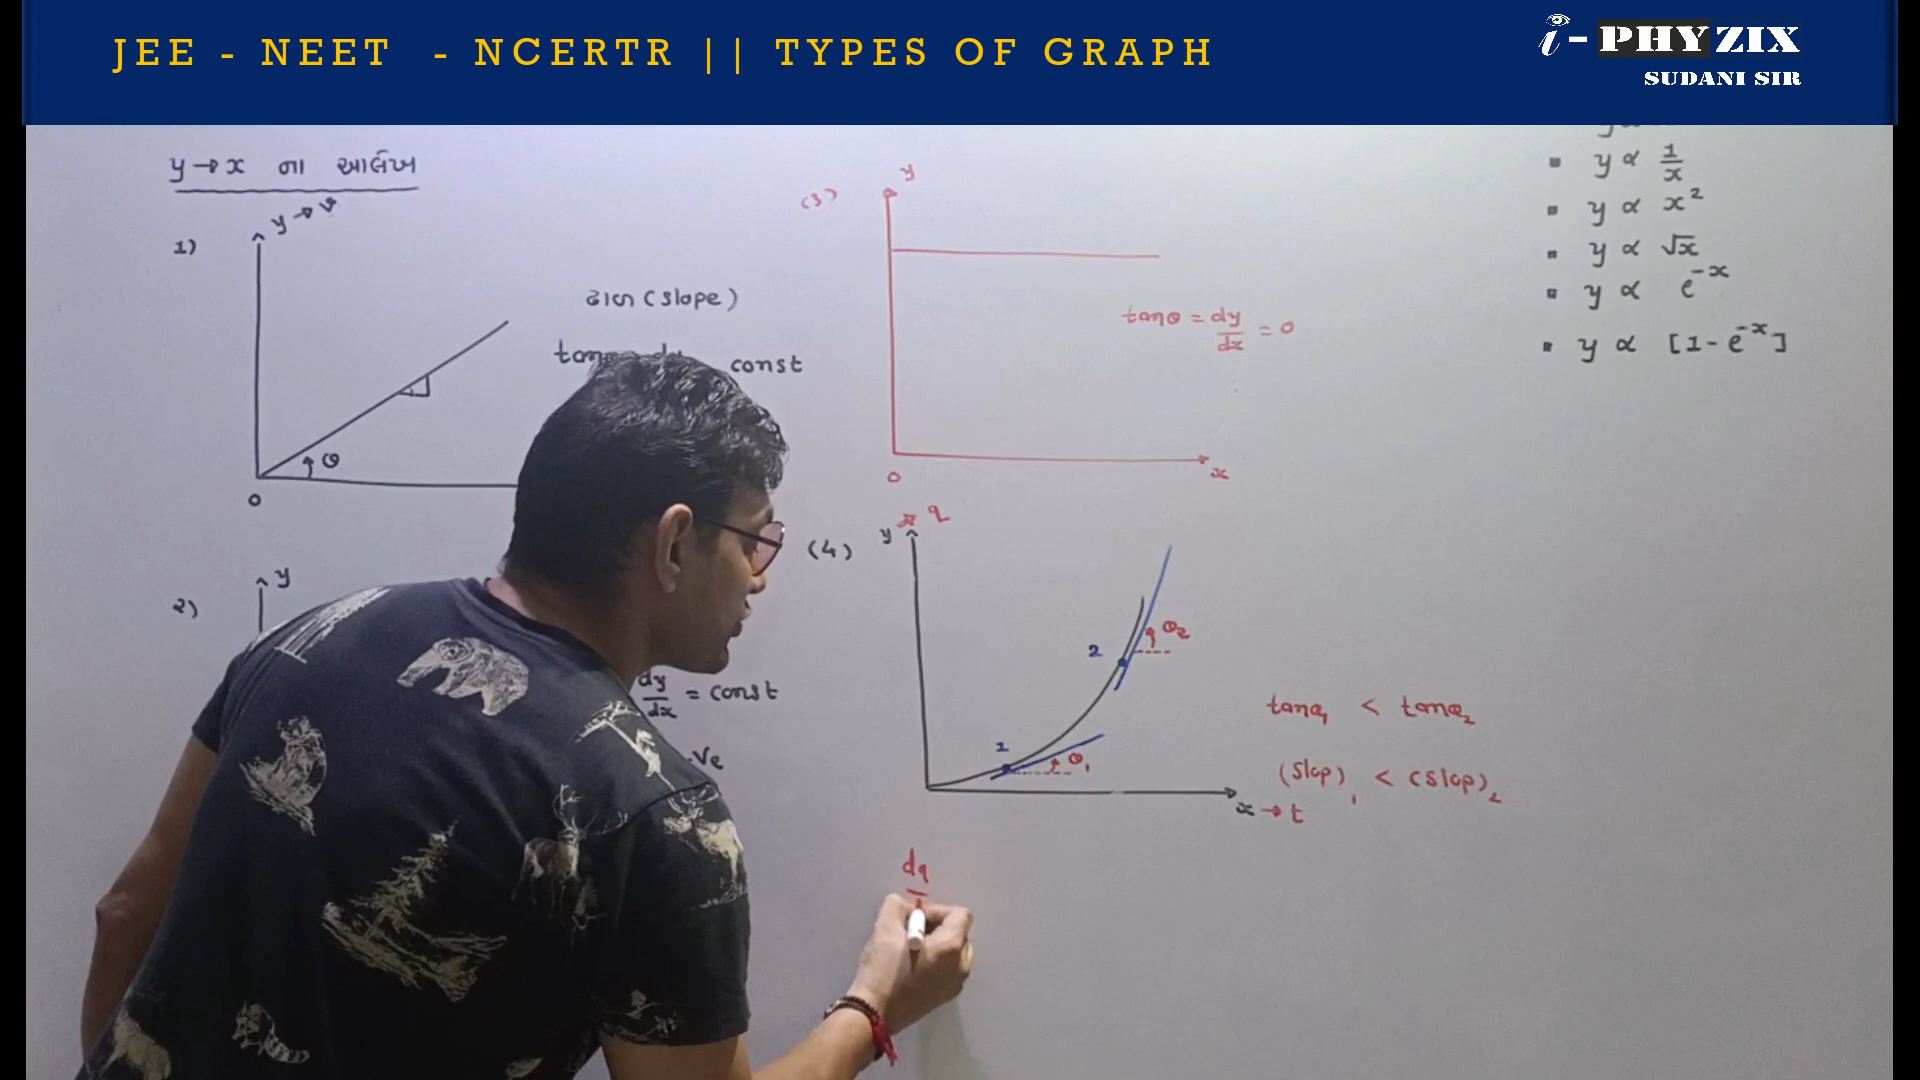 JEE - NEET - NCERTR || TYPES OF GRAPH
i-PHYZIX
SUDANI SIR
y→x ના આલેખ
1)
y→v
ઢાળ (slope)
const
θ
0
2)
y
dy/dx = const
-ve
(3)
y
tanθ = dy/dx = 0
0
x
(4)
y → q
2
θ2
1
θ1
x → t
tanθ1 < tanθ2
(Slop)1 < (Slop)2
dq
▪ y ∝ 1/x
▪ y ∝ x²
▪ y ∝ √x
▪ y ∝ e^-x
▪ y ∝ [1-e^-x]